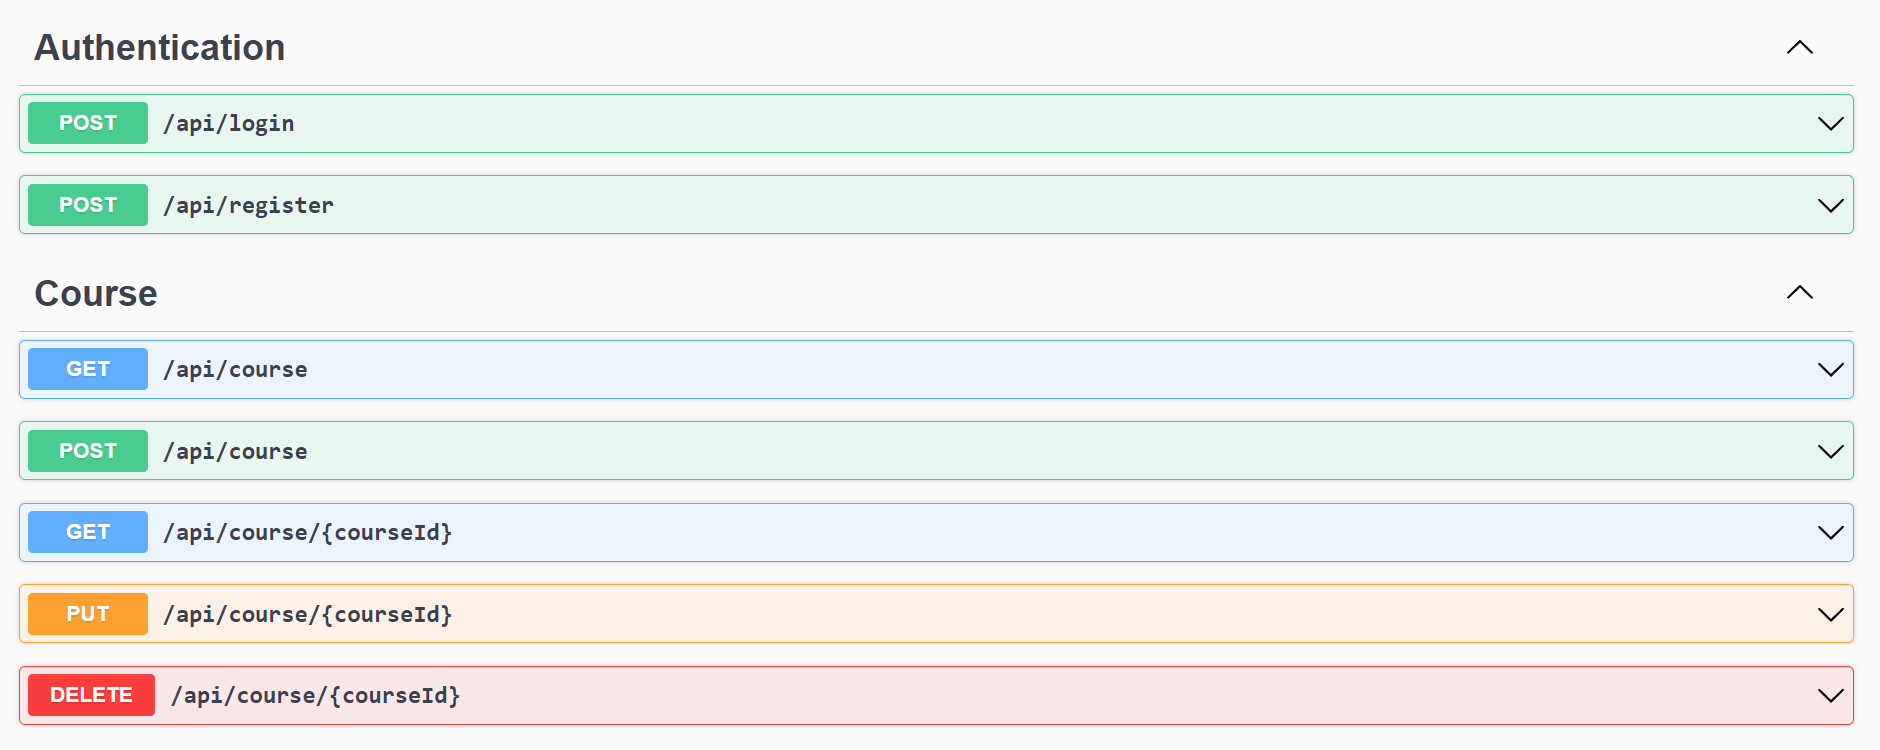 Authentication
POST /api/login
POST /api/register
Course
GET /api/course
POST /api/course
GET /api/course/{courseId}
PUT /api/course/{courseId}
DELETE /api/course/{courseId}